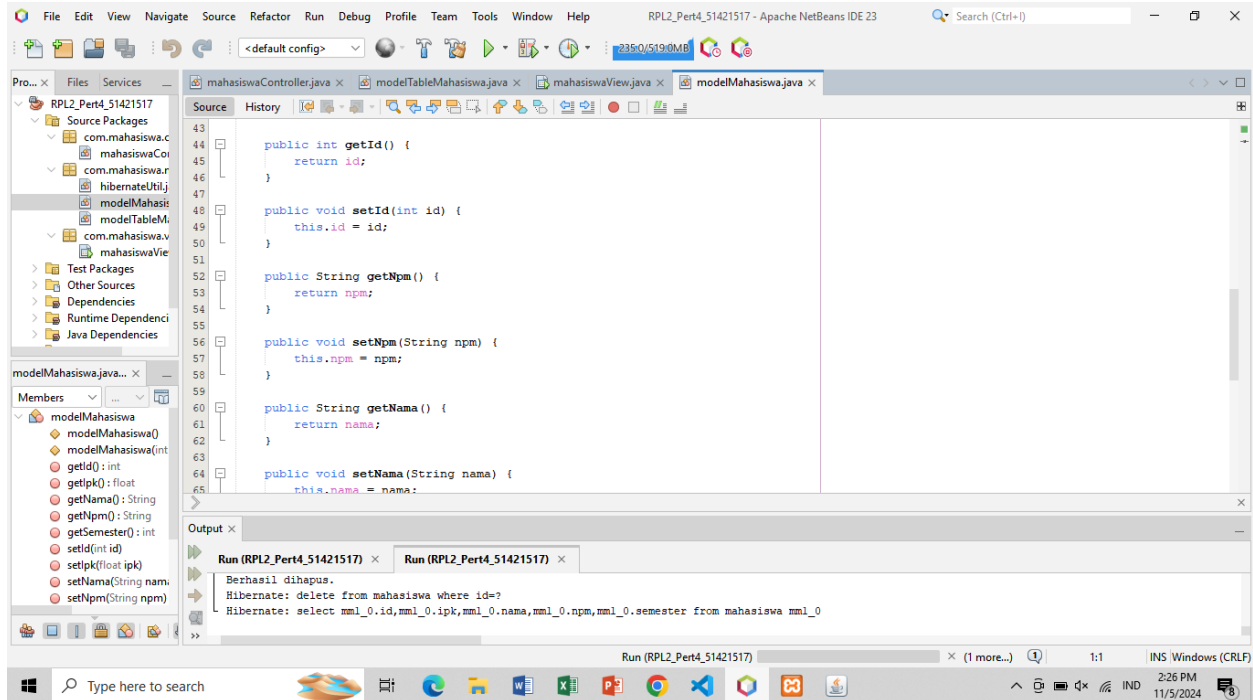 File Edit View Navigate Source Refactor Run Debug Profile Team Tools Window Help RPL2_Pert4_51421517 - Apache NetBeans IDE 23 Search (Ctrl+I)
<default config> 235.0/519.0MB
Pro... Files Services mahasiswaController.java modelTableMahasiswa.java mahasiswaView.java modelMahasiswa.java
RPL2_Pert4_51421517
Source Packages
com.mahasiswa.c
mahasiswaCo
com.mahasiswa.r
hibernateUtil.j
modelMahasis
modelTableM
com.mahasiswa.v
mahasiswaVie
Test Packages
Other Sources
Dependencies
Runtime Dependenci
Java Dependencies
Source History
43
44 public int getId() {
45 return id;
46 }
47
48 public void setId(int id) {
49 this.id = id;
50 }
51
52 public String getNpm() {
53 return npm;
54 }
55
56 public void setNpm(String npm) {
57 this.npm = npm;
58 }
59
60 public String getNama() {
61 return nama;
62 }
63
64 public void setNama(String nama) {
65 this.nama = nama;
modelMahasiswa.java...
Members ...
modelMahasiswa
modelMahasiswa()
modelMahasiswa(int
getId() : int
getIpk() : float
getNama() : String
getNpm() : String
getSemester() : int
setId(int id)
setIpk(float ipk)
setNama(String nama
setNpm(String npm)
Output
Run (RPL2_Pert4_51421517) Run (RPL2_Pert4_51421517)
Berhasil dihapus.
Hibernate: delete from mahasiswa where id=?
Hibernate: select mm1_0.id,mm1_0.ipk,mm1_0.nama,mm1_0.npm,mm1_0.semester from mahasiswa mm1_0
Run (RPL2_Pert4_51421517) (1 more...) 1 1:1 INS Windows (CRLF)
Type here to search IND 2:26 PM
11/5/2024 8